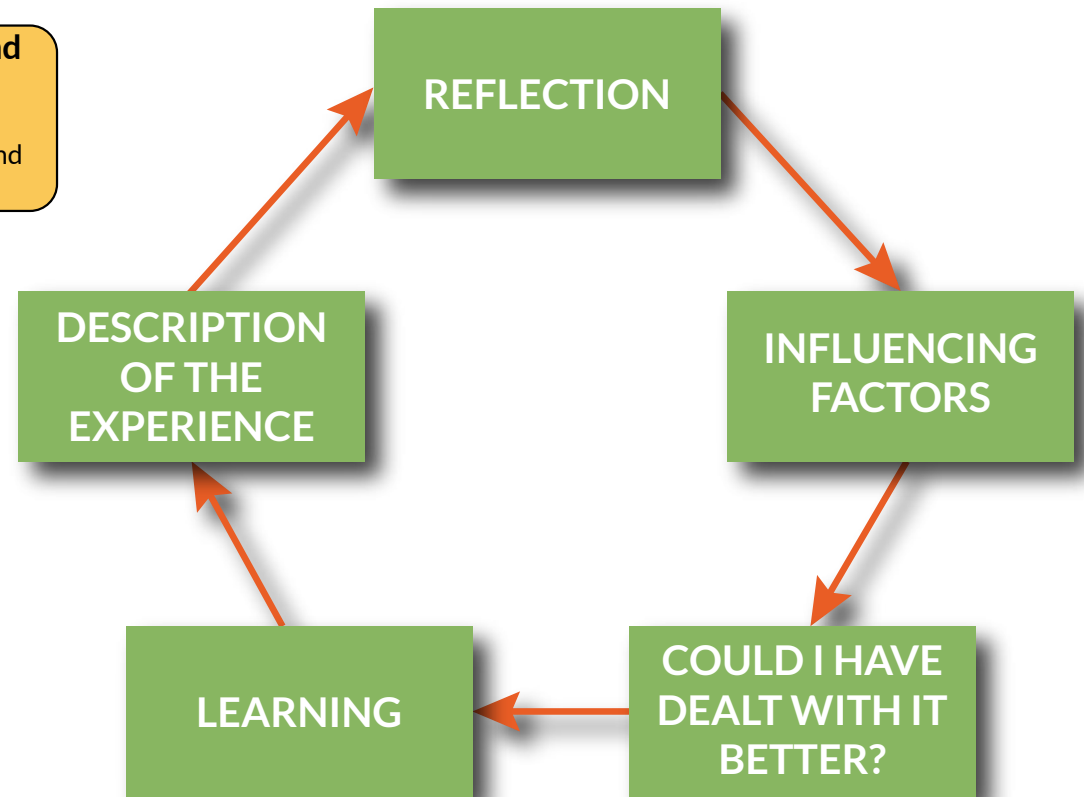 REFLECTION
DESCRIPTION
OF THE
EXPERIENCE
INFLUENCING
FACTORS
LEARNING
COULD I HAVE
DEALT WITH IT
BETTER?